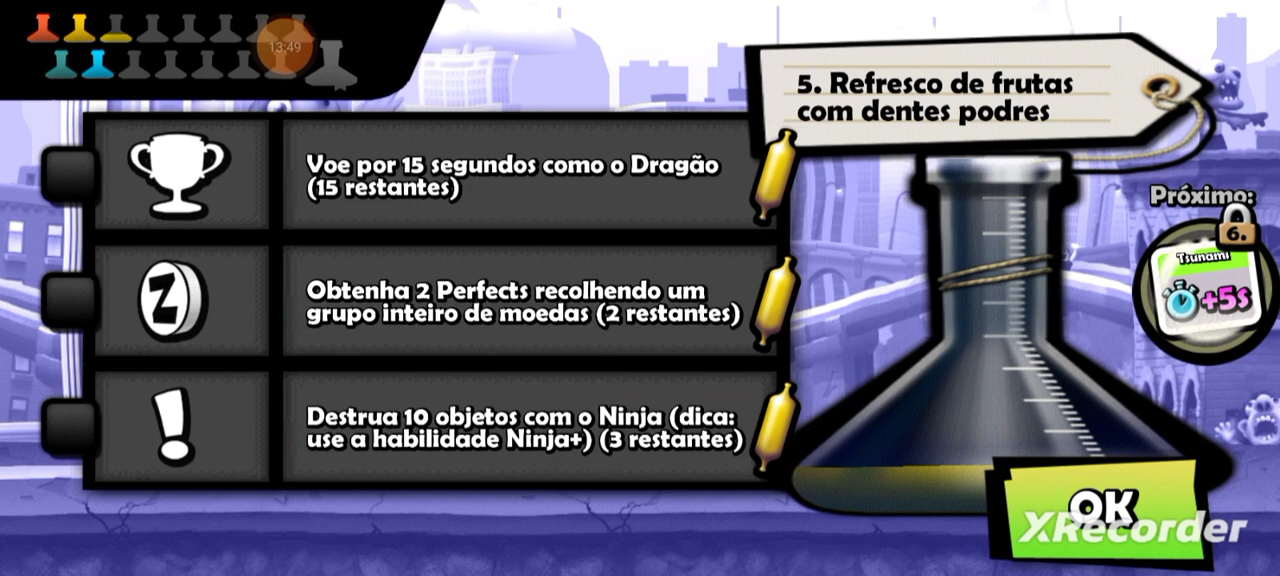 13:49
5. Refresco de frutas
com dentes podres
Voe por 15 segundos como o Dragão
(15 restantes)
Próximo:
6.
Tsunami
+5s
Z
Obtenha 2 Perfects recolhendo um
grupo inteiro de moedas (2 restantes)
!
Destrua 10 objetos com o Ninja (dica:
use a habilidade Ninja+) (3 restantes)
OK
XRecorder